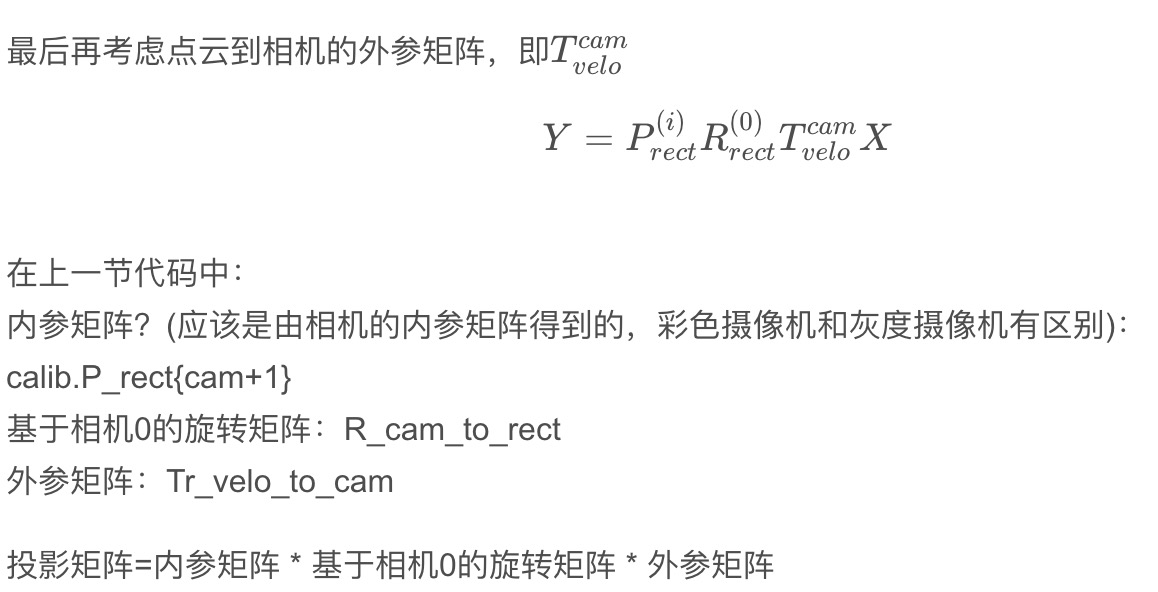 最后再考虑点云到相机的外参矩阵，即$T_{velo}^{cam}$
$Y = P_{rect}^{(i)} R_{rect}^{(0)} T_{velo}^{cam} X$
在上一节代码中：
内参矩阵？(应该是由相机的内参矩阵得到的，彩色摄像机和灰度摄像机有区别)：
calib.P_rect{cam+1}
基于相机0的旋转矩阵：R_cam_to_rect
外参矩阵：Tr_velo_to_cam
投影矩阵=内参矩阵 * 基于相机0的旋转矩阵 * 外参矩阵